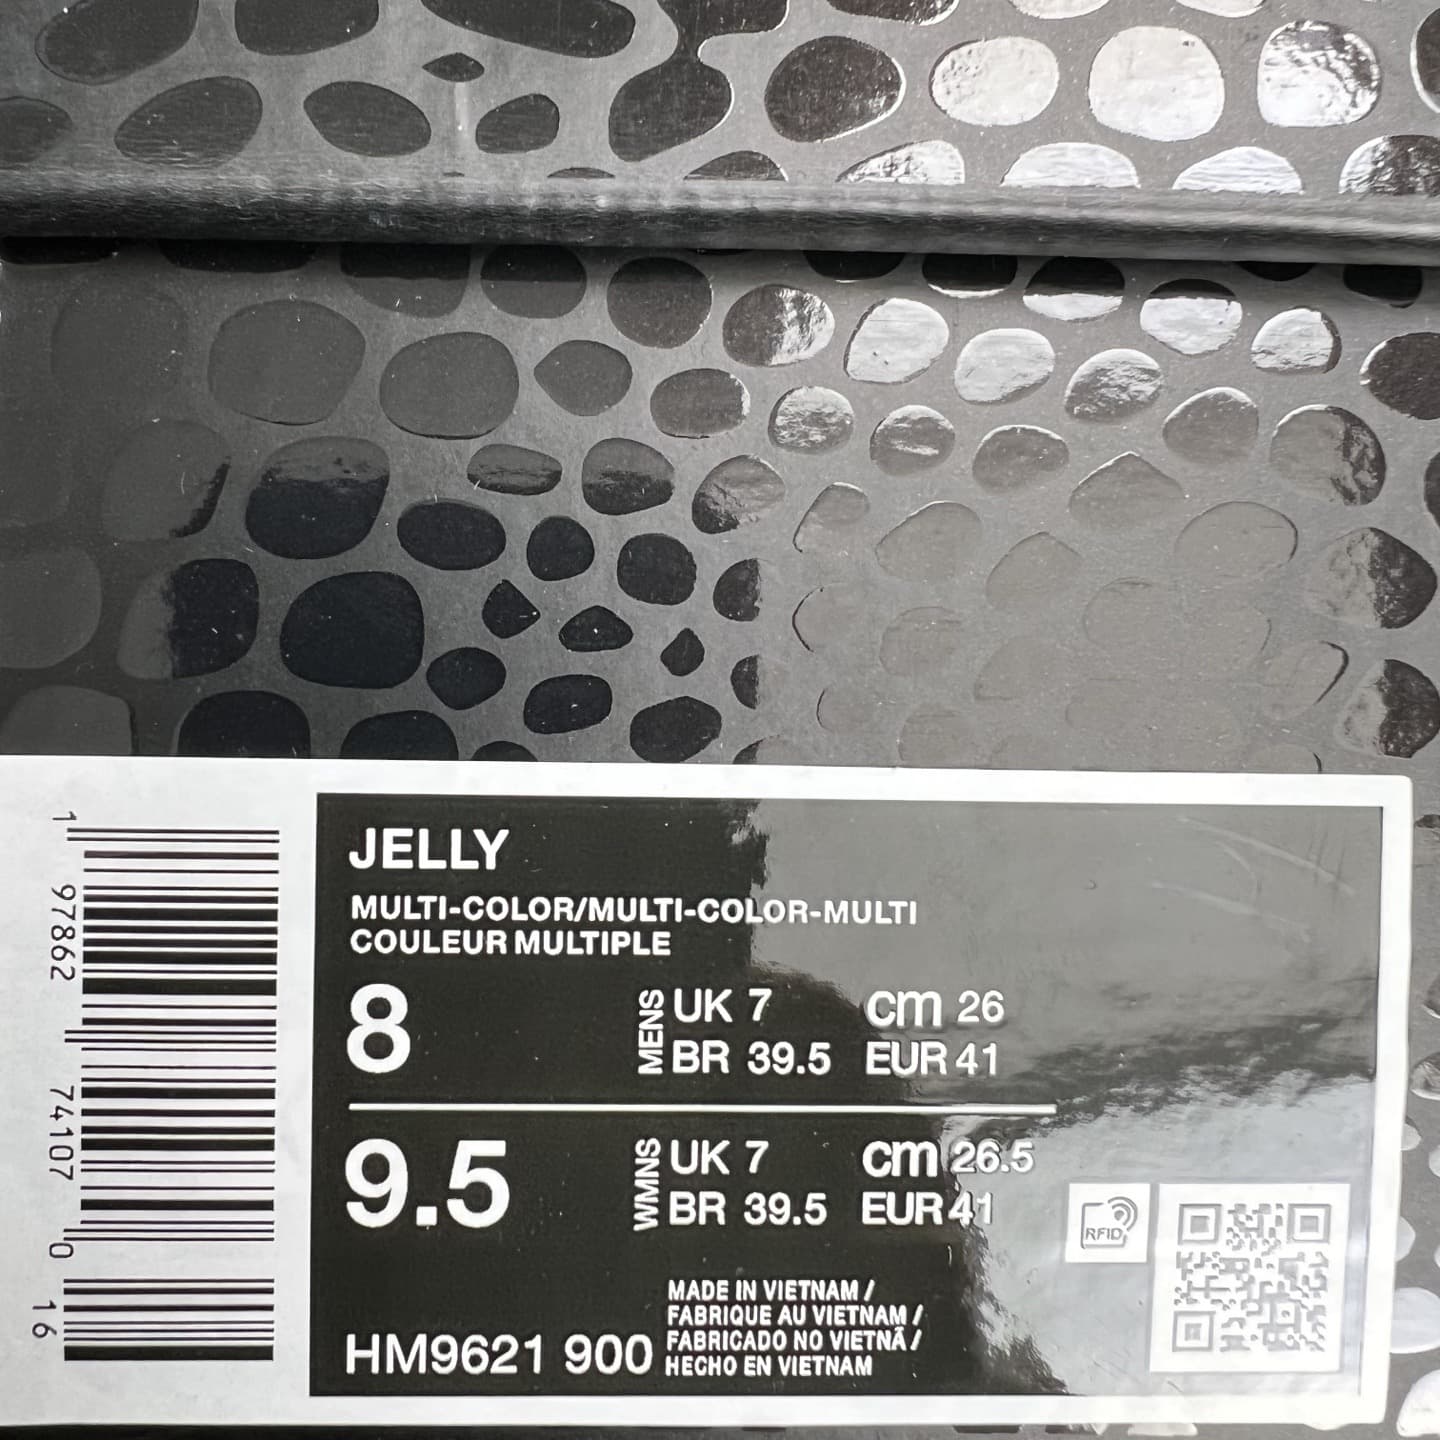 JELLY
MULTI-COLOR/MULTI-COLOR-MULTI
COULEUR MULTIPLE
8
MENS
UK 7 cm 26
BR 39.5 EUR 41
9.5
WMNS
UK 7 cm 26.5
BR 39.5 EUR 41
MADE IN VIETNAM /
FABRIQUE AU VIETNAM /
FABRICADO NO VIETNÃ /
HECHO EN VIETNAM
HM9621 900
RFID
1 97862 74107 0 16